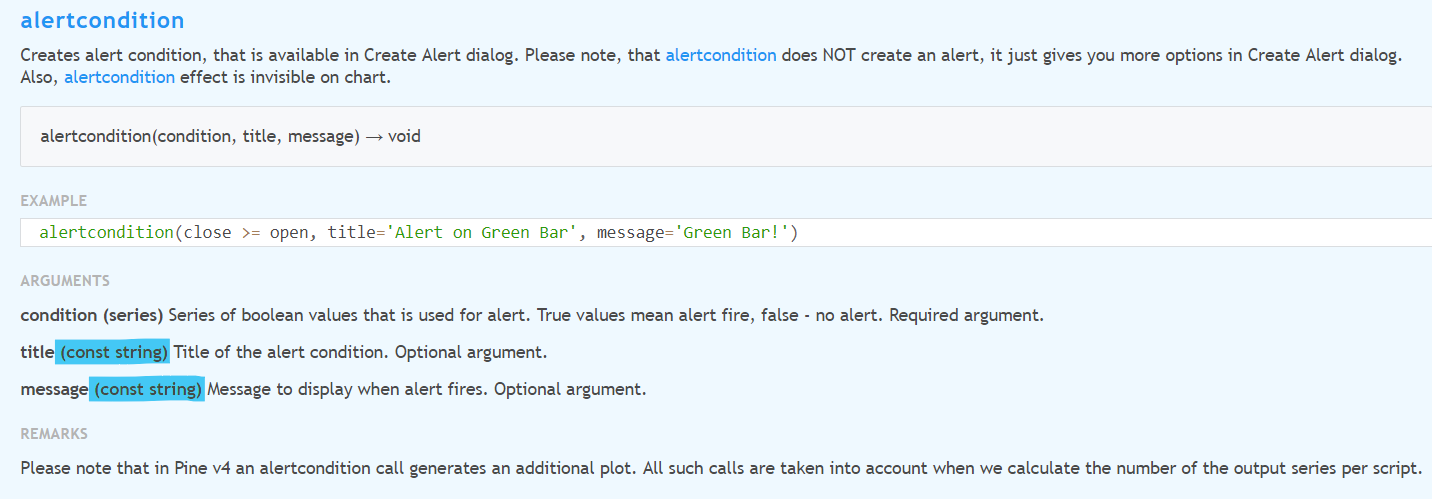 alertcondition
Creates alert condition, that is available in Create Alert dialog. Please note, that alertcondition does NOT create an alert, it just gives you more options in Create Alert dialog.
Also, alertcondition effect is invisible on chart.
alertcondition(condition, title, message) → void
EXAMPLE
alertcondition(close >= open, title='Alert on Green Bar', message='Green Bar!')
ARGUMENTS
condition (series) Series of boolean values that is used for alert. True values mean alert fire, false - no alert. Required argument.
title (const string) Title of the alert condition. Optional argument.
message (const string) Message to display when alert fires. Optional argument.
REMARKS
Please note that in Pine v4 an alertcondition call generates an additional plot. All such calls are taken into account when we calculate the number of the output series per script.